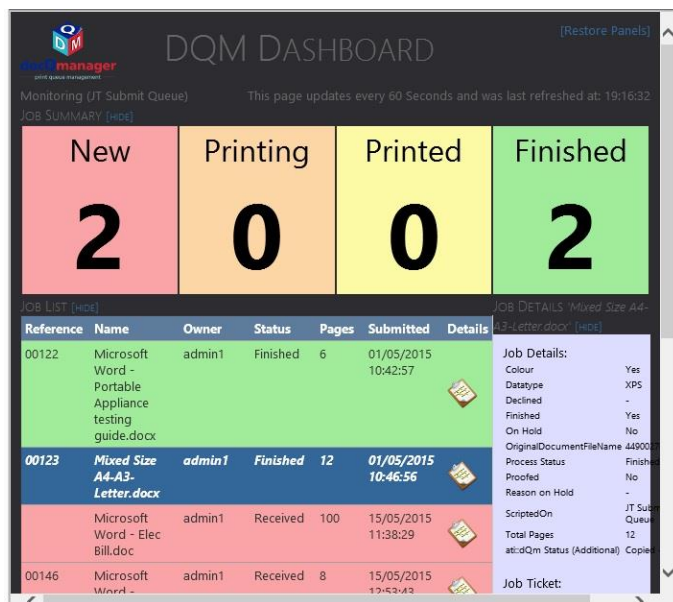 Q
D M
docQmanager
print queue management
DQM DASHBOARD
[Restore Panels]
Monitoring (JT Submit Queue)
This page updates every 60 Seconds and was last refreshed at: 19:16:32
JOB SUMMARY [HIDE]
New Printing Printed Finished
2 0 0 2
JOB LIST [HIDE]
Reference Name Owner Status Pages Submitted Details
00122 Microsoft admin1 Finished 6 01/05/2015
Word - 10:42:57
Portable
Appliance
testing
guide.docx
00123 Mixed Size admin1 Finished 12 01/05/2015
A4-A3- 10:46:56
Letter.docx
Microsoft admin1 Received 100 15/05/2015
Word - Elec 11:38:29
Bill.doc
00146 Microsoft admin1 Received 8 15/05/2015
Word - 12:53:43
JOB DETAILS 'Mixed Size A4-
A3-Letter.docx' [HIDE]
Job Details:
Colour Yes
Datatype XPS
Declined -
Finished Yes
On Hold No
OriginalDocumentFileName
Process Status Finished
Proofed No
Reason on Hold -
ScriptedOn JT Subm
Queue
Total Pages 12
ati::dQm Status (Additional) Copied
Job Ticket: